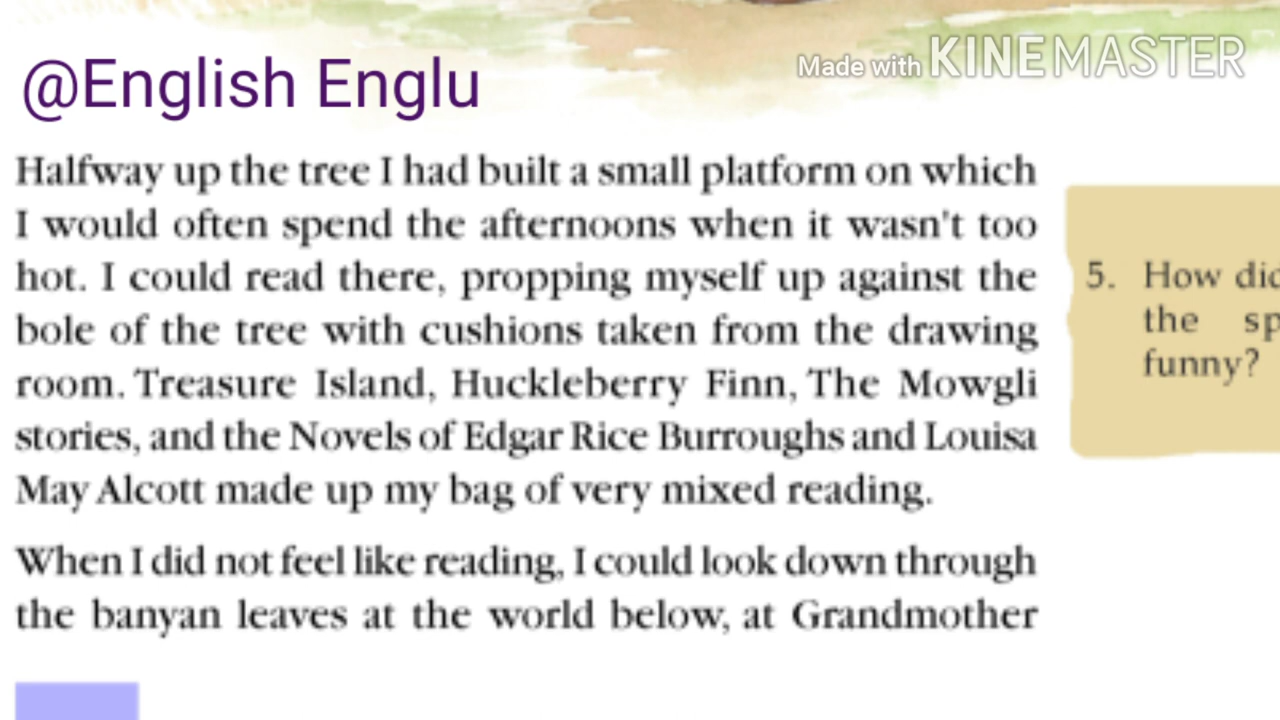 @English Englu
Made with KINEMASTER
Halfway up the tree I had built a small platform on which
I would often spend the afternoons when it wasn't too
hot. I could read there, propping myself up against the
bole of the tree with cushions taken from the drawing
room. Treasure Island, Huckleberry Finn, The Mowgli
stories, and the Novels of Edgar Rice Burroughs and Louisa
May Alcott made up my bag of very mixed reading.
When I did not feel like reading, I could look down through
the banyan leaves at the world below, at Grandmother
5. How did
the
funny?